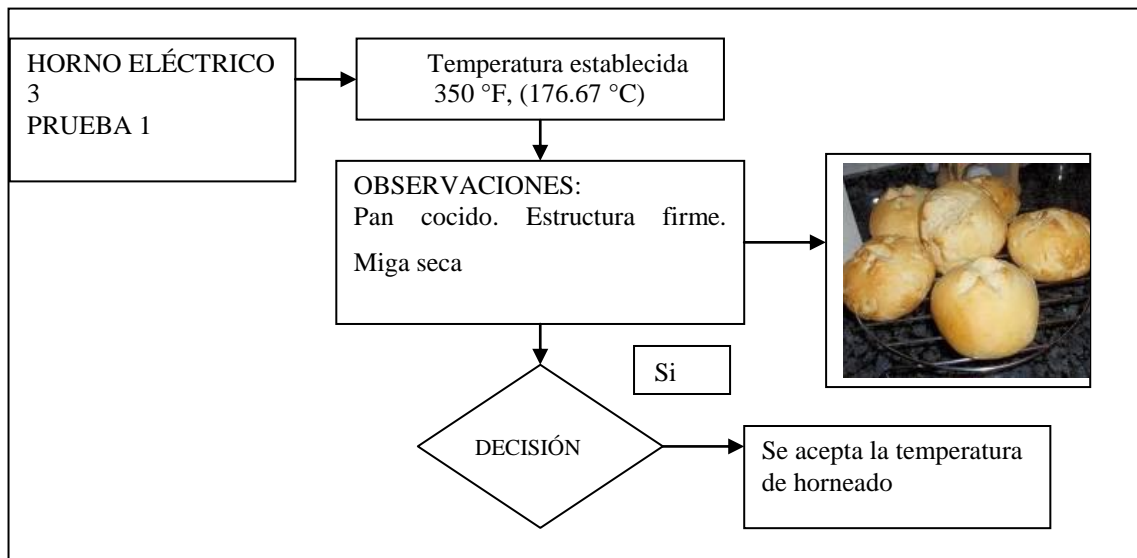 HORNO ELÉCTRICO
3
PRUEBA 1
Temperatura establecida
350 °F, (176.67 °C)
OBSERVACIONES:
Pan cocido. Estructura firme.
Miga seca
Si
DECISIÓN
Se acepta la temperatura
de horneado